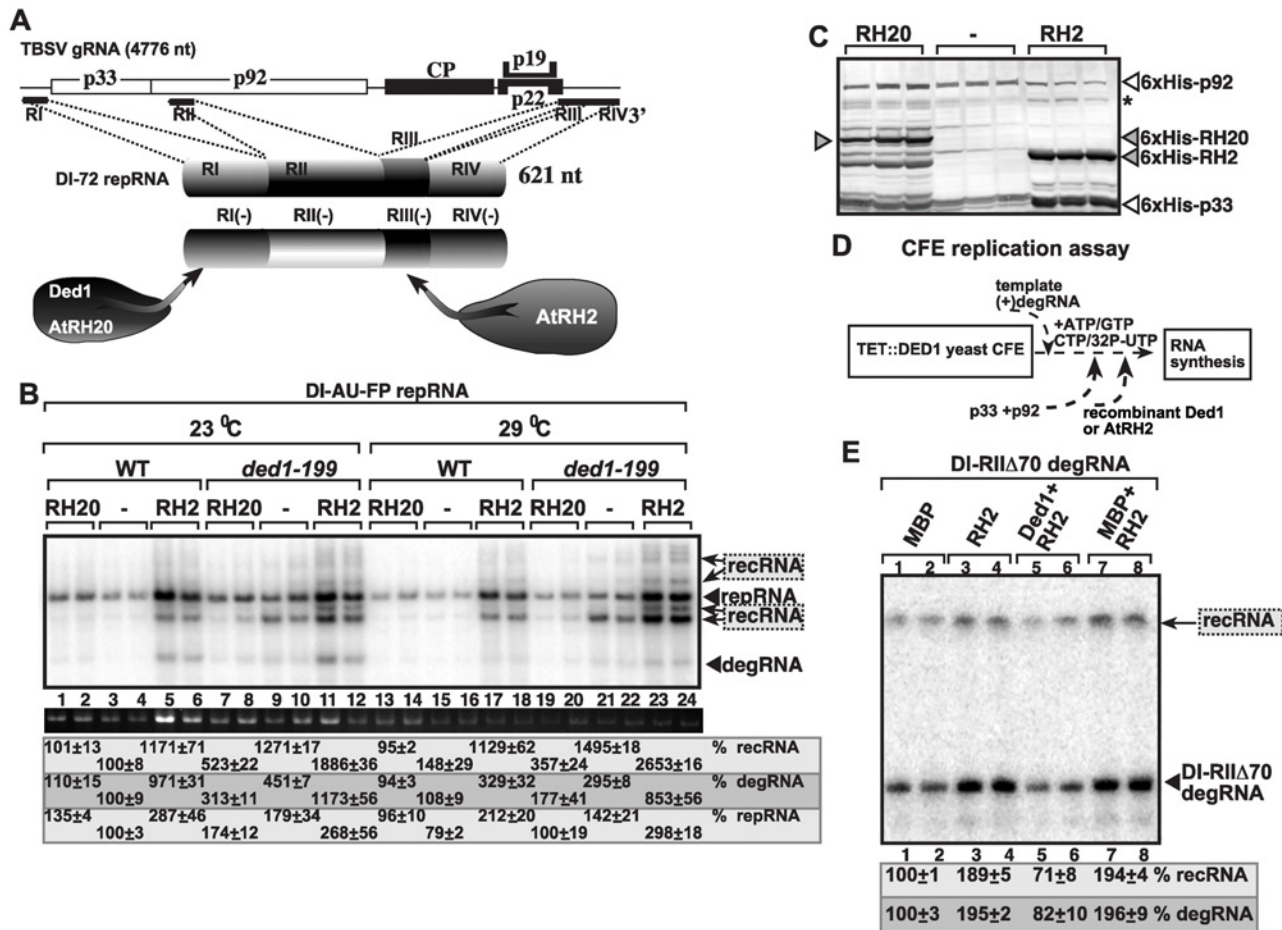 A
TBSV gRNA (4776 nt)
p33
p92
CP
p19
p22
RI
RII
RIII
RIV
3’
RIII
DI-72 repRNA
RI
RII
RIV
621 nt
RI(-)
RII(-)
RIII(-)
RIV(-)
Ded1
AtRH20
AtRH2
B
DI-AU-FP repRNA
23 ⁰C
29 ⁰C
WT
ded1-199
WT
ded1-199
RH20 - RH2 RH20 - RH2 RH20 - RH2 RH20 - RH2
recRNA
repRNA
recRNA
degRNA
1 2 3 4 5 6 7 8 9 10 11 12 13 14 15 16 17 18 19 20 21 22 23 24
101±13 1171±71 1271±17 95±2 1129±62 1495±18 % recRNA
100±8 523±22 1886±36 148±29 357±24 2653±16
110±15 971±31 451±7 94±3 329±32 295±8 % degRNA
100±9 313±11 1173±56 108±9 177±41 853±56
135±4 287±46 179±34 96±10 212±20 142±21 % repRNA
100±3 174±12 268±56 79±2 100±19 298±18
C
RH20 - RH2
6xHis-p92
*
6xHis-RH20
6xHis-RH2
6xHis-p33
D
CFE replication assay
template
(+)degRNA
+ATP/GTP
CTP/32P-UTP
TET::DED1 yeast CFE
RNA
synthesis
p33 +p92
recombinant Ded1
or AtRH2
E
DI-RIIΔ70 degRNA
MBP
RH2
Ded1+
RH2
MBP+
RH2
1 2 3 4 5 6 7 8
recRNA
DI-RIIΔ70
degRNA
1 2 3 4 5 6 7 8
100±1 189±5 71±8 194±4 % recRNA
100±3 195±2 82±10 196±9 % degRNA